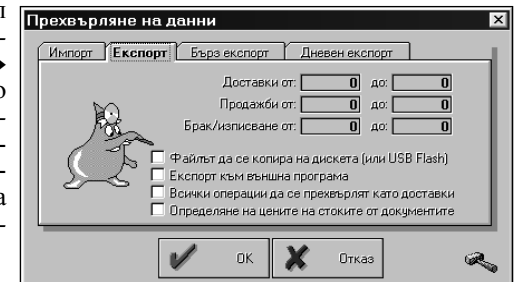 Прехвърляне на данни
Импорт Експорт Бърз експорт Дневен експорт
Доставки от: 0 до: 0
Продажби от: 0 до: 0
Брак/изписване от: 0 до: 0
Файлът да се копира на дискета (или USB Flash)
Експорт към външна програма
Всички операции да се прехвърлят като доставки
Определяне на цените на стоките от документите
OK Отказ